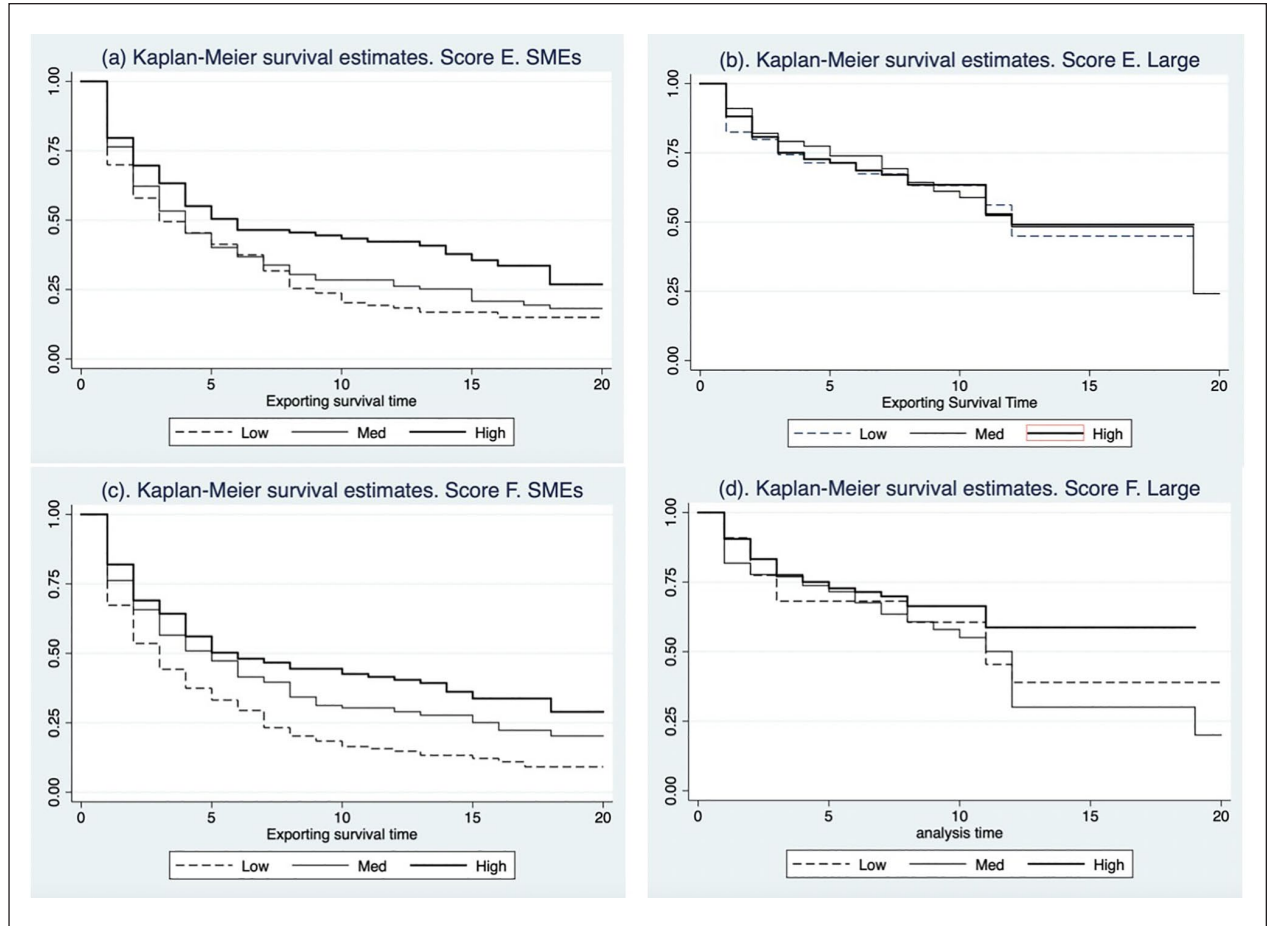 (a) Kaplan-Meier survival estimates. Score E. SMEs
1.00
0.75
0.50
0.25
0.00
0 5 10 15 20
Exporting survival time
Low Med High
(b). Kaplan-Meier survival estimates. Score E. Large
1.00
0.75
0.50
0.25
0.00
0 5 10 15 20
Exporting Survival Time
Low Med High
(c). Kaplan-Meier survival estimates. Score F. SMEs
1.00
0.75
0.50
0.25
0.00
0 5 10 15 20
Exporting survival time
Low Med High
(d). Kaplan-Meier survival estimates. Score F. Large
1.00
0.75
0.50
0.25
0.00
0 5 10 15 20
analysis time
Low Med High